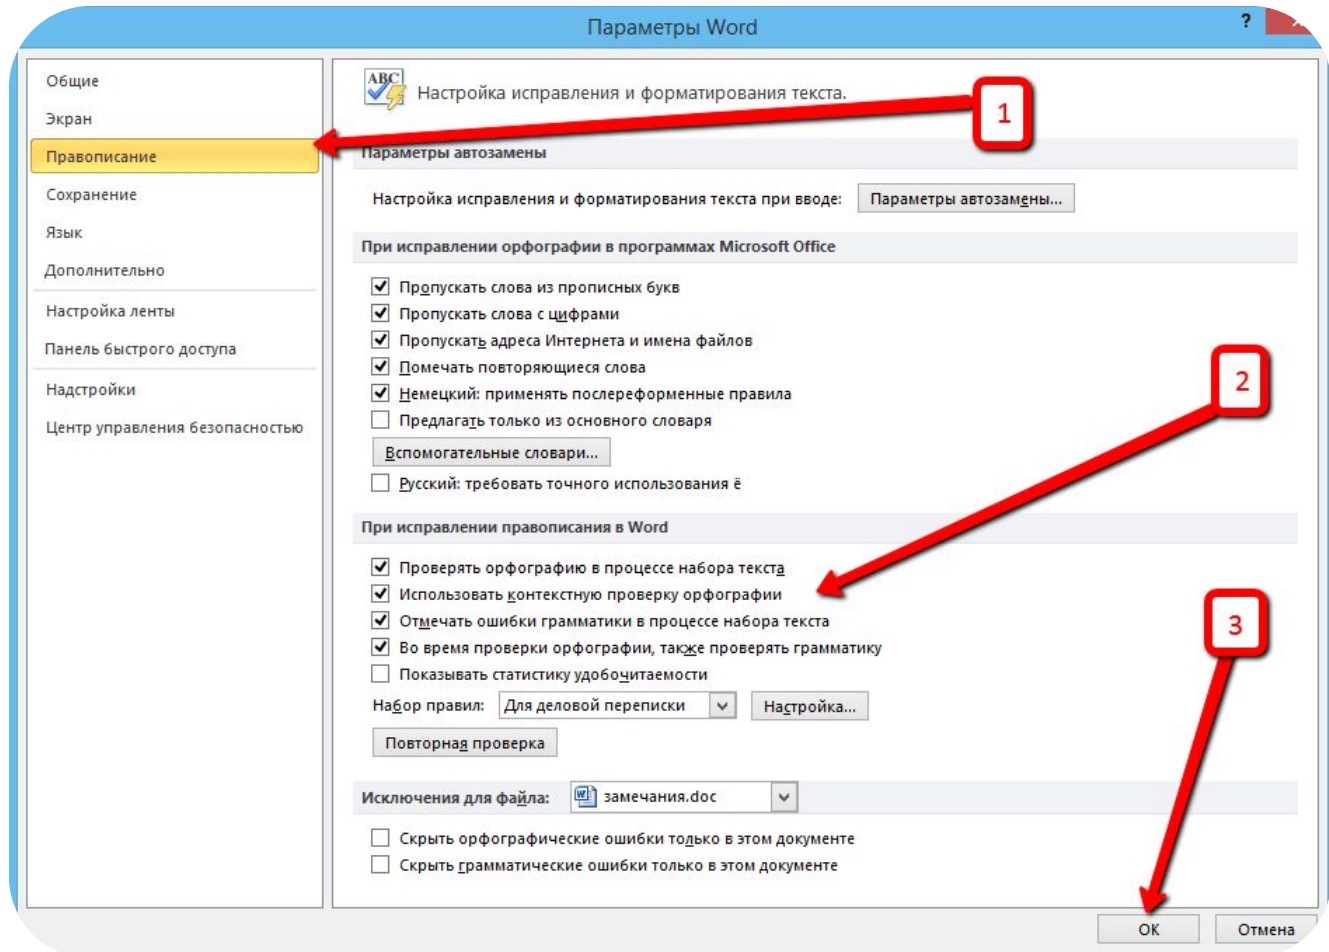 Параметры Word
?
Общие
Экран
Правописание
Сохранение
Язык
Дополнительно
Настройка ленты
Панель быстрого доступа
Надстройки
Центр управления безопасностью
ABC
Настройка исправления и форматирования текста.
1
Параметры автозамены
Настройка исправления и форматирования текста при вводе: Параметры автозамены...
При исправлении орфографии в программах Microsoft Office
Пропускать слова из прописных букв
Пропускать слова с цифрами
Пропускать адреса Интернета и имена файлов
Помечать повторяющиеся слова
2
Немецкий: применять послереформенные правила
Предлагать только из основного словаря
Вспомогательные словари...
Русский: требовать точного использования ё
При исправлении правописания в Word
Проверять орфографию в процессе набора текста
Использовать контекстную проверку орфографии
Отмечать ошибки грамматики в процессе набора текста
3
Во время проверки орфографии, также проверять грамматику
Показывать статистику удобочитаемости
Набор правил: Для деловой переписки Настройка...
Повторная проверка
Исключения для файла: замечания.doc
Скрыть орфографические ошибки только в этом документе
Скрыть грамматические ошибки только в этом документе
ОК Отмена